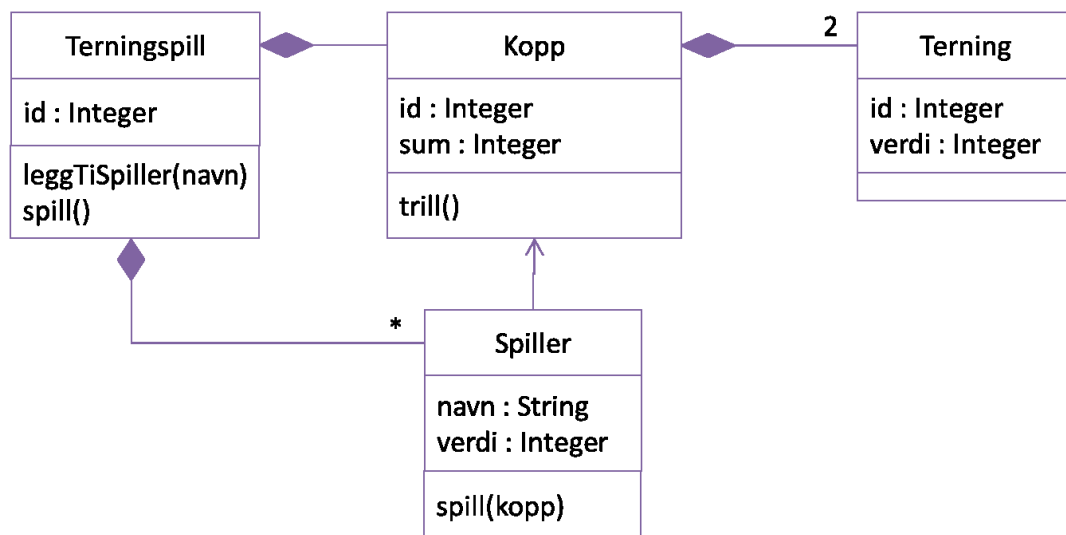 Terningspill
id : Integer
leggTiSpiller(navn)
spill()
Kopp
id : Integer
sum : Integer
trill()
2
Terning
id : Integer
verdi : Integer
*
Spiller
navn : String
verdi : Integer
spill(kopp)